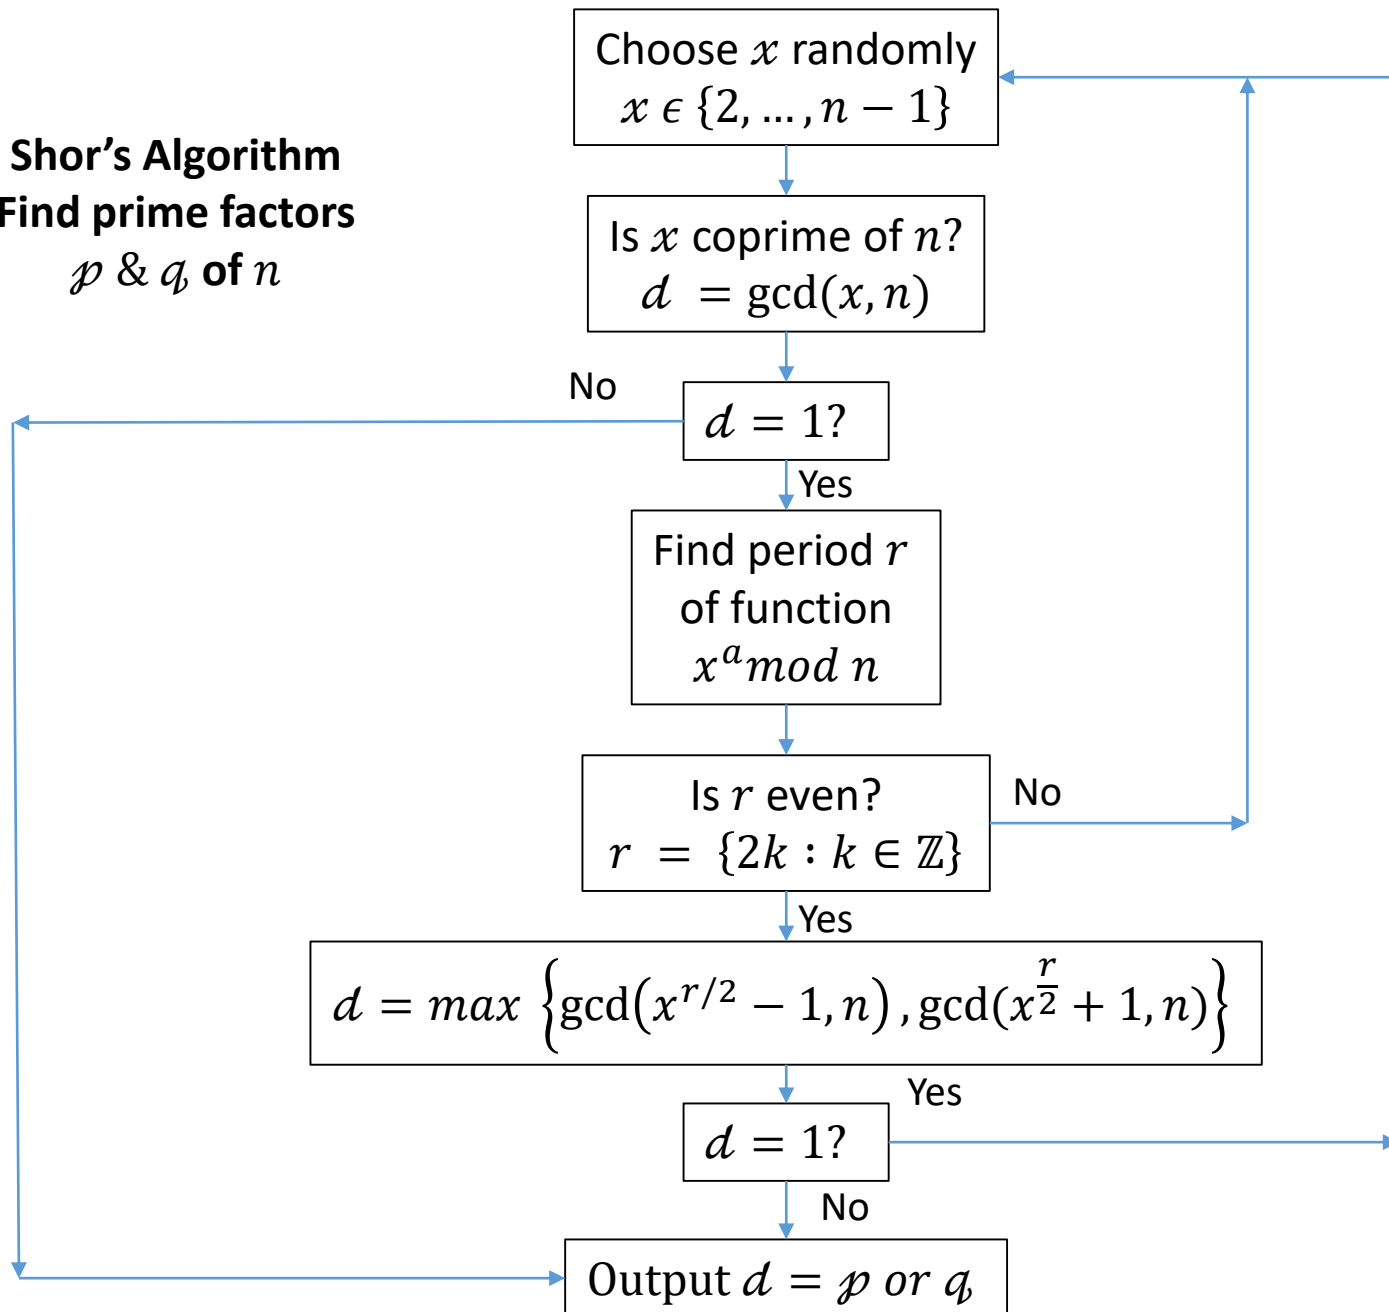 Shor's Algorithm
Find prime factors
𝓅 & 𝓆 of n
Choose x randomly
x ϵ {2, … , n − 1}
Is x coprime of n?
d = gcd(x, n)
No
d = 1?
Yes
Find period r
of function
x^a mod n
Is r even?
r = {2k : k ∈ ℤ}
No
Yes
d = max {gcd(x^{r/2} − 1, n) , gcd(x^{\frac{r}{2}} + 1, n)}
Yes
d = 1?
No
Output d = 𝓅 or 𝓆